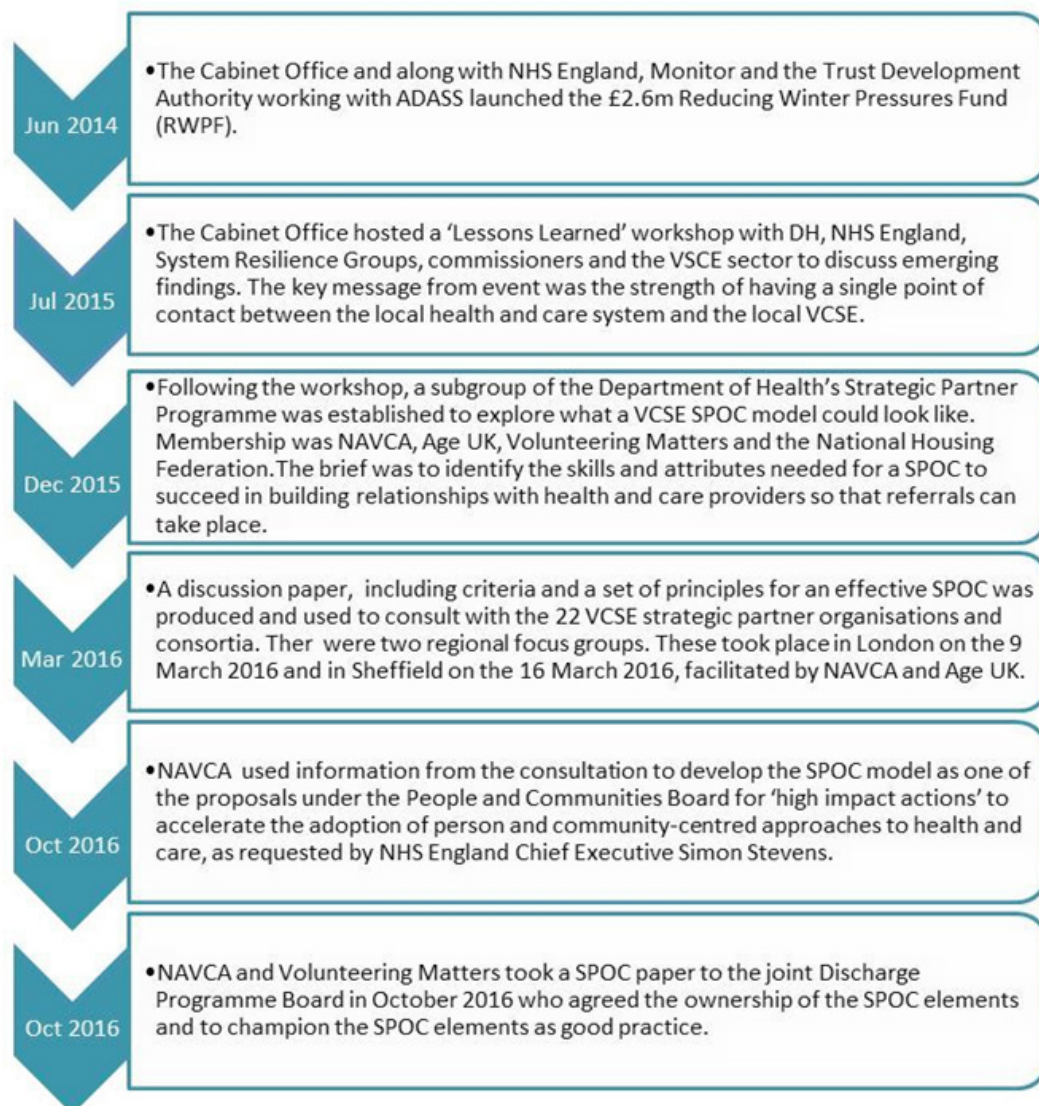 Jun 2014
•The Cabinet Office and along with NHS England, Monitor and the Trust Development
Authority working with ADASS launched the £2.6m Reducing Winter Pressures Fund
(RWPF).
Jul 2015
•The Cabinet Office hosted a ‘Lessons Learned’ workshop with DH, NHS England,
System Resilience Groups, commissioners and the VSCE sector to discuss emerging
findings. The key message from event was the strength of having a single point of
contact between the local health and care system and the local VCSE.
Dec 2015
•Following the workshop, a subgroup of the Department of Health’s Strategic Partner
Programme was established to explore what a VCSE SPOC model could look like.
Membership was NAVCA, Age UK, Volunteering Matters and the National Housing
Federation.The brief was to identify the skills and attributes needed for a SPOC to
succeed in building relationships with health and care providers so that referrals can
take place.
Mar 2016
•A discussion paper, including criteria and a set of principles for an effective SPOC was
produced and used to consult with the 22 VCSE strategic partner organisations and
consortia. Ther were two regional focus groups. These took place in London on the 9
March 2016 and in Sheffield on the 16 March 2016, facilitated by NAVCA and Age UK.
Oct 2016
•NAVCA used information from the consultation to develop the SPOC model as one of
the proposals under the People and Communities Board for ‘high impact actions’ to
accelerate the adoption of person and community-centred approaches to health and
care, as requested by NHS England Chief Executive Simon Stevens.
Oct 2016
•NAVCA and Volunteering Matters took a SPOC paper to the joint Discharge
Programme Board in October 2016 who agreed the ownership of the SPOC elements
and to champion the SPOC elements as good practice.